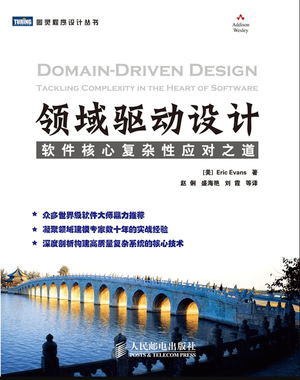 TURING 图灵程序设计丛书
Addison
Wesley
DOMAIN-DRIVEN DESIGN
TACKLING COMPLEXITY IN THE HEART OF SOFTWARE
领域驱动设计
软件核心复杂性应对之道
[美] Eric Evans 著
赵俐 盛海艳 刘霞 等译
★ 众多世界级软件大师鼎力推荐
★ 凝聚领域建模专家数十年的实战经验
★ 深度剖析构建高质量复杂系统的核心技术
人民邮电出版社
POSTS & TELECOM PRESS